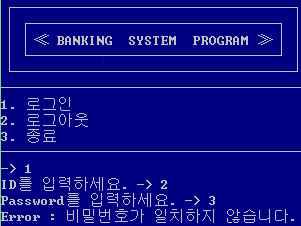 ≪ BANKING SYSTEM PROGRAM ≫
1. 로그인
2. 로그아웃
3. 종료
-> 1
ID를 입력하세요. -> 2
Password를 입력하세요. -> 3
Error : 비밀번호가 일치하지 않습니다.